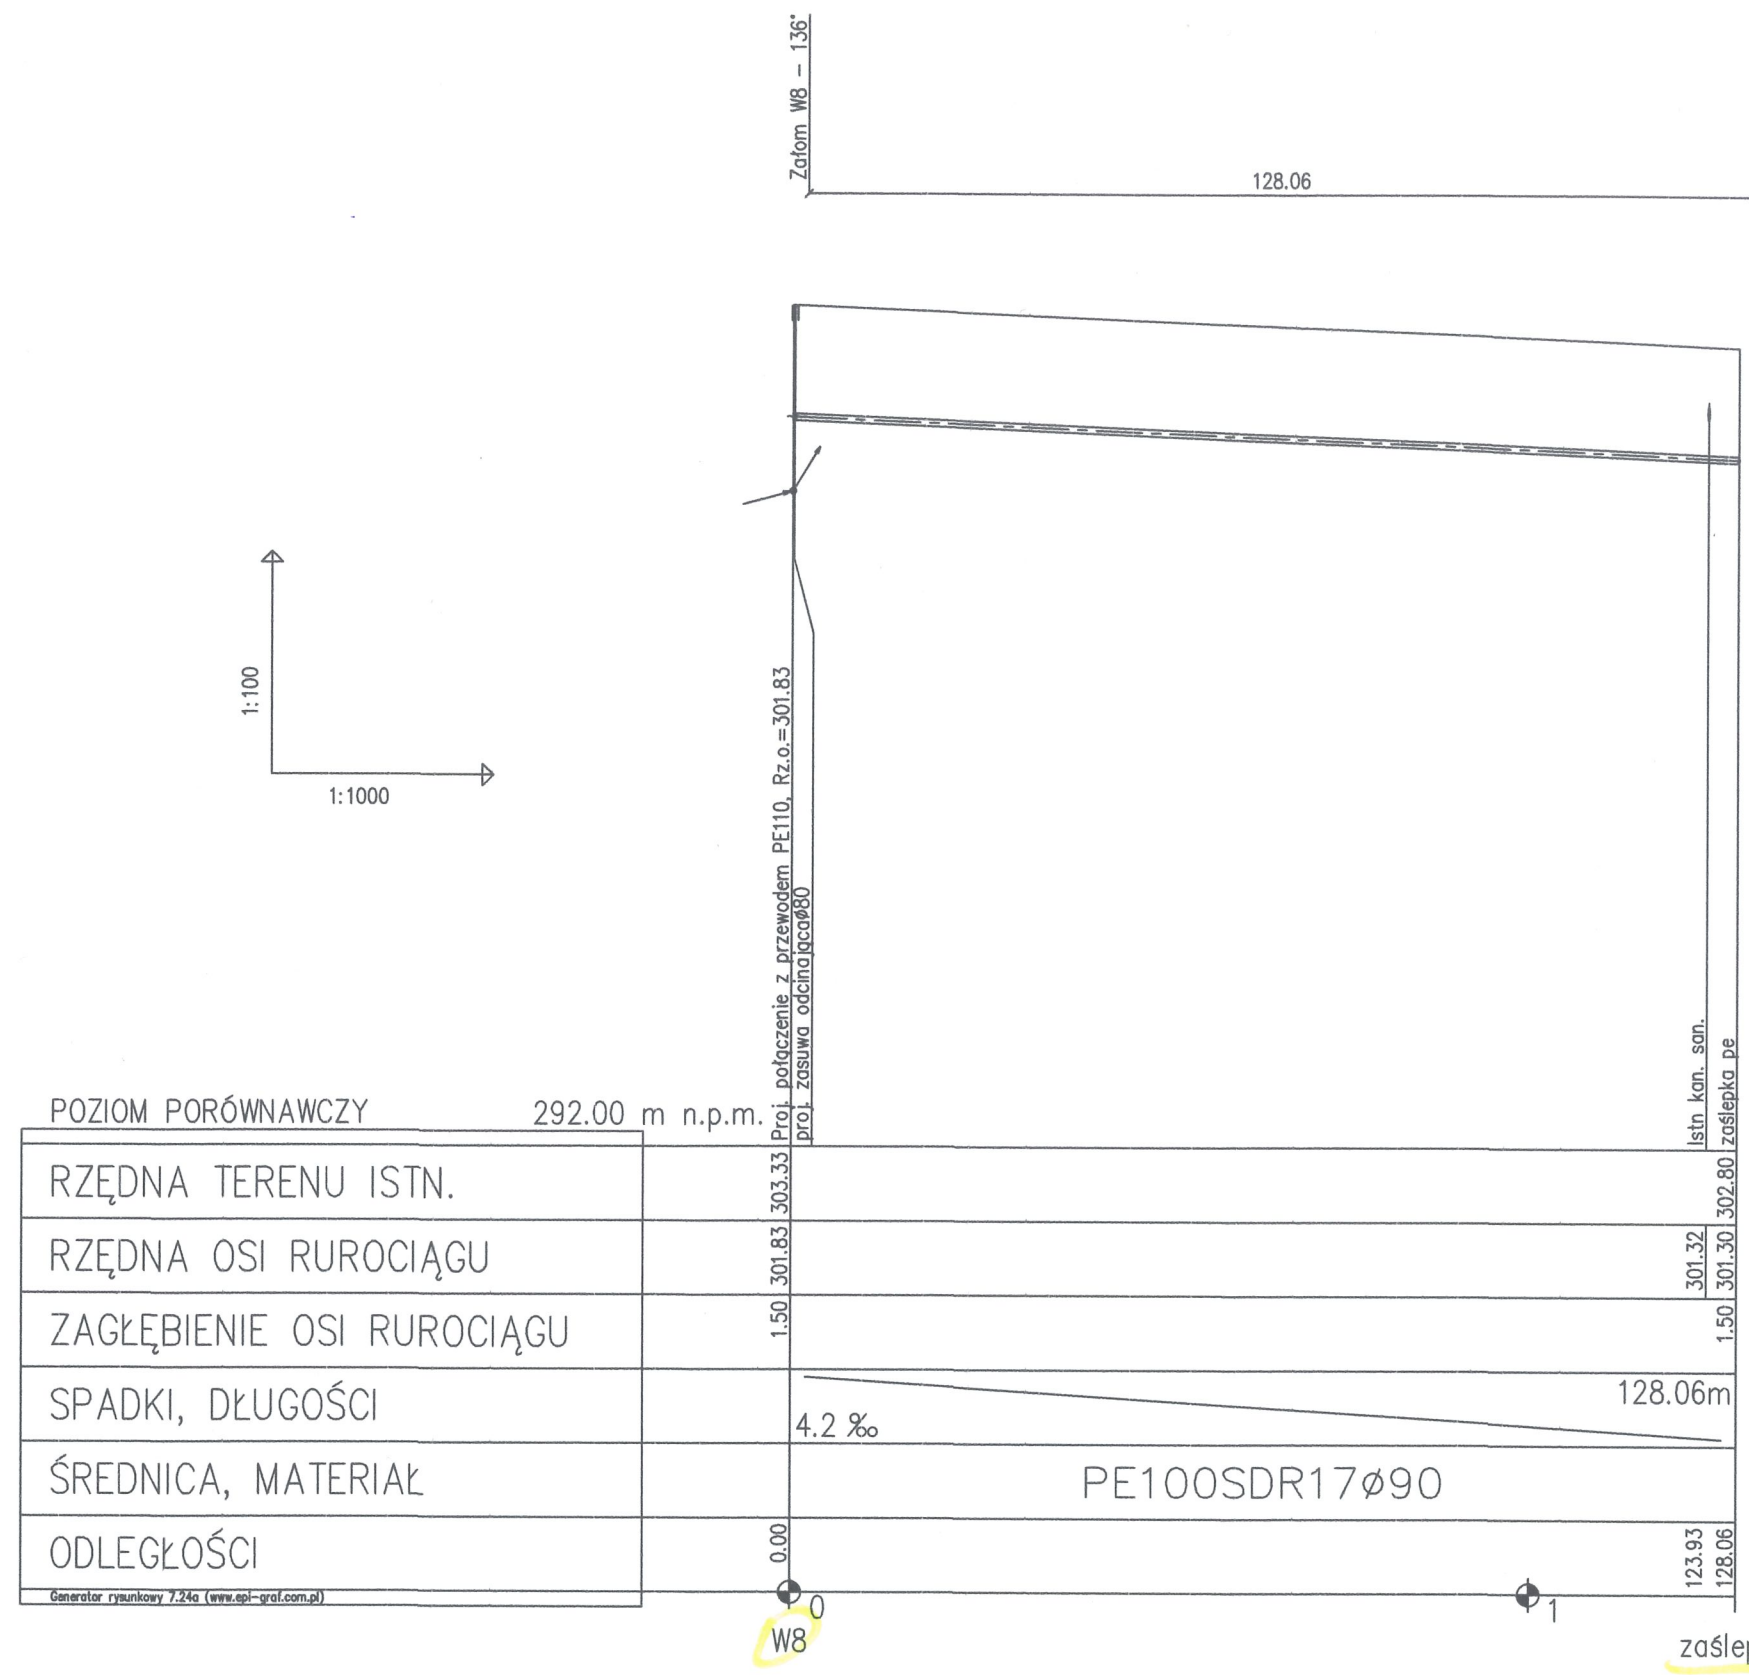 Załom W8 - 136°
128.06
1:100
1:1000
Proj. połączenie z przewodem PE110, Rz.o.=301.83
proj. zasuwa odcinającaø80
Istn kan. san.
zaślepka pe
POZIOM PORÓWNAWCZY 292.00 m n.p.m.
RZĘDNA TERENU ISTN. 303.33 302.80
RZĘDNA OSI RUROCIĄGU 301.83 301.32 301.30
ZAGŁĘBIENIE OSI RUROCIĄGU 1.50 1.50
SPADKI, DŁUGOŚCI 4.2 ‰ 128.06m
ŚREDNICA, MATERIAŁ PE100SDR17ø90
ODLEGŁOŚCI 0.00 123.93 128.06
Generator rysunkowy 7.24a (www.epi-graf.com.pl)
0 1
W8 zaślep